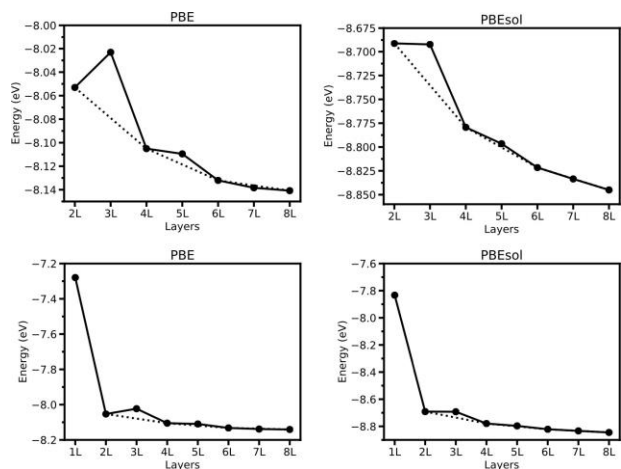 PBE
−8.00
−8.02
−8.04
−8.06
−8.08
−8.10
−8.12
−8.14
Energy (eV)
2L 3L 4L 5L 6L 7L 8L
Layers
PBEsol
−8.675
−8.700
−8.725
−8.750
−8.775
−8.800
−8.825
−8.850
Energy (eV)
2L 3L 4L 5L 6L 7L 8L
Layers
PBE
−7.2
−7.4
−7.6
−7.8
−8.0
−8.2
Energy (eV)
1L 2L 3L 4L 5L 6L 7L 8L
Layers
PBEsol
−7.6
−7.8
−8.0
−8.2
−8.4
−8.6
−8.8
Energy (eV)
1L 2L 3L 4L 5L 6L 7L 8L
Layers